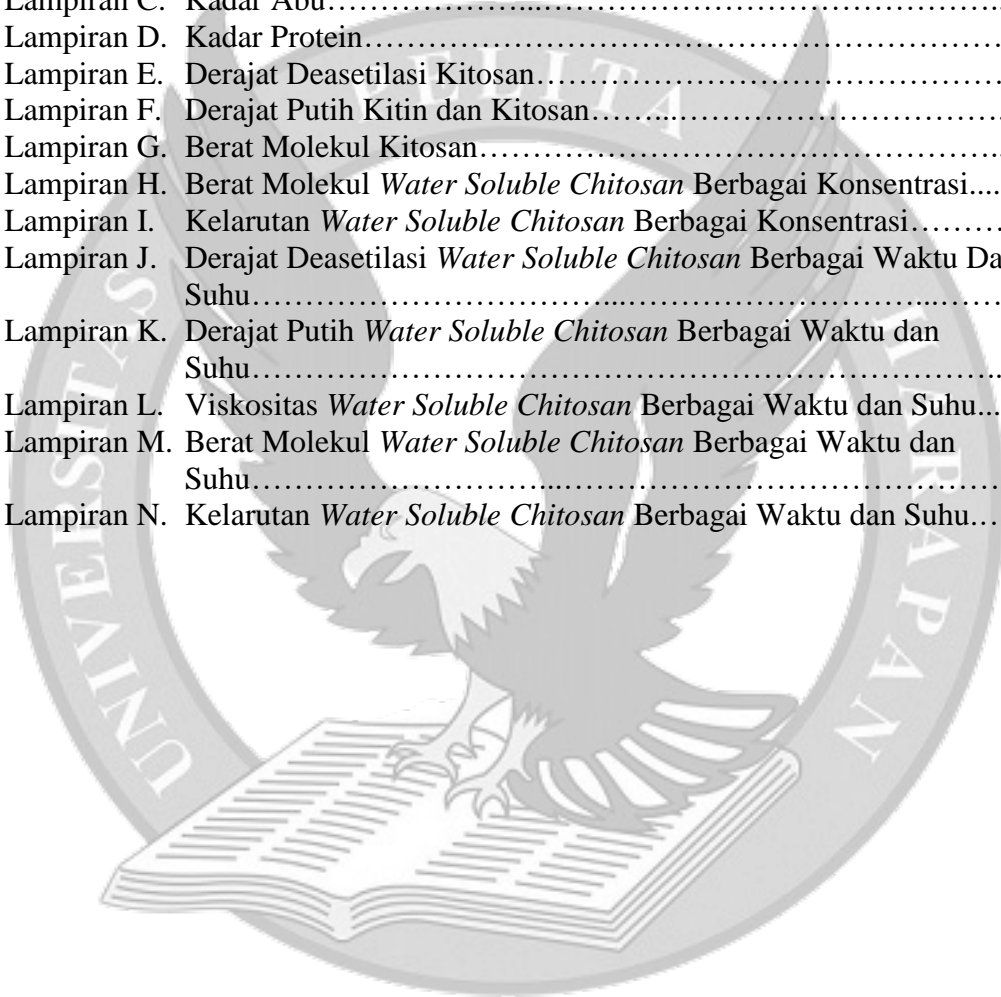 Lampiran C. Kadar Abu…………………...……………………………………………..
Lampiran D. Kadar Protein…………………………………………………………….
Lampiran E. Derajat Deasetilasi Kitosan……………………………………………….
Lampiran F. Derajat Putih Kitin dan Kitosan……...…………………………………….
Lampiran G. Berat Molekul Kitosan……………………………………………………..
Lampiran H. Berat Molekul Water Soluble Chitosan Berbagai Konsentrasi....
Lampiran I. Kelarutan Water Soluble Chitosan Berbagai Konsentrasi………
Lampiran J. Derajat Deasetilasi Water Soluble Chitosan Berbagai Waktu Da
Suhu…………………………………...……………………………..……
Lampiran K. Derajat Putih Water Soluble Chitosan Berbagai Waktu dan
Suhu………………………………………………………………………..
Lampiran L. Viskositas Water Soluble Chitosan Berbagai Waktu dan Suhu...
Lampiran M. Berat Molekul Water Soluble Chitosan Berbagai Waktu dan
Suhu……………………………..………………………………………….
Lampiran N. Kelarutan Water Soluble Chitosan Berbagai Waktu dan Suhu…
UNIVERSITAS PELITA HARAPAN